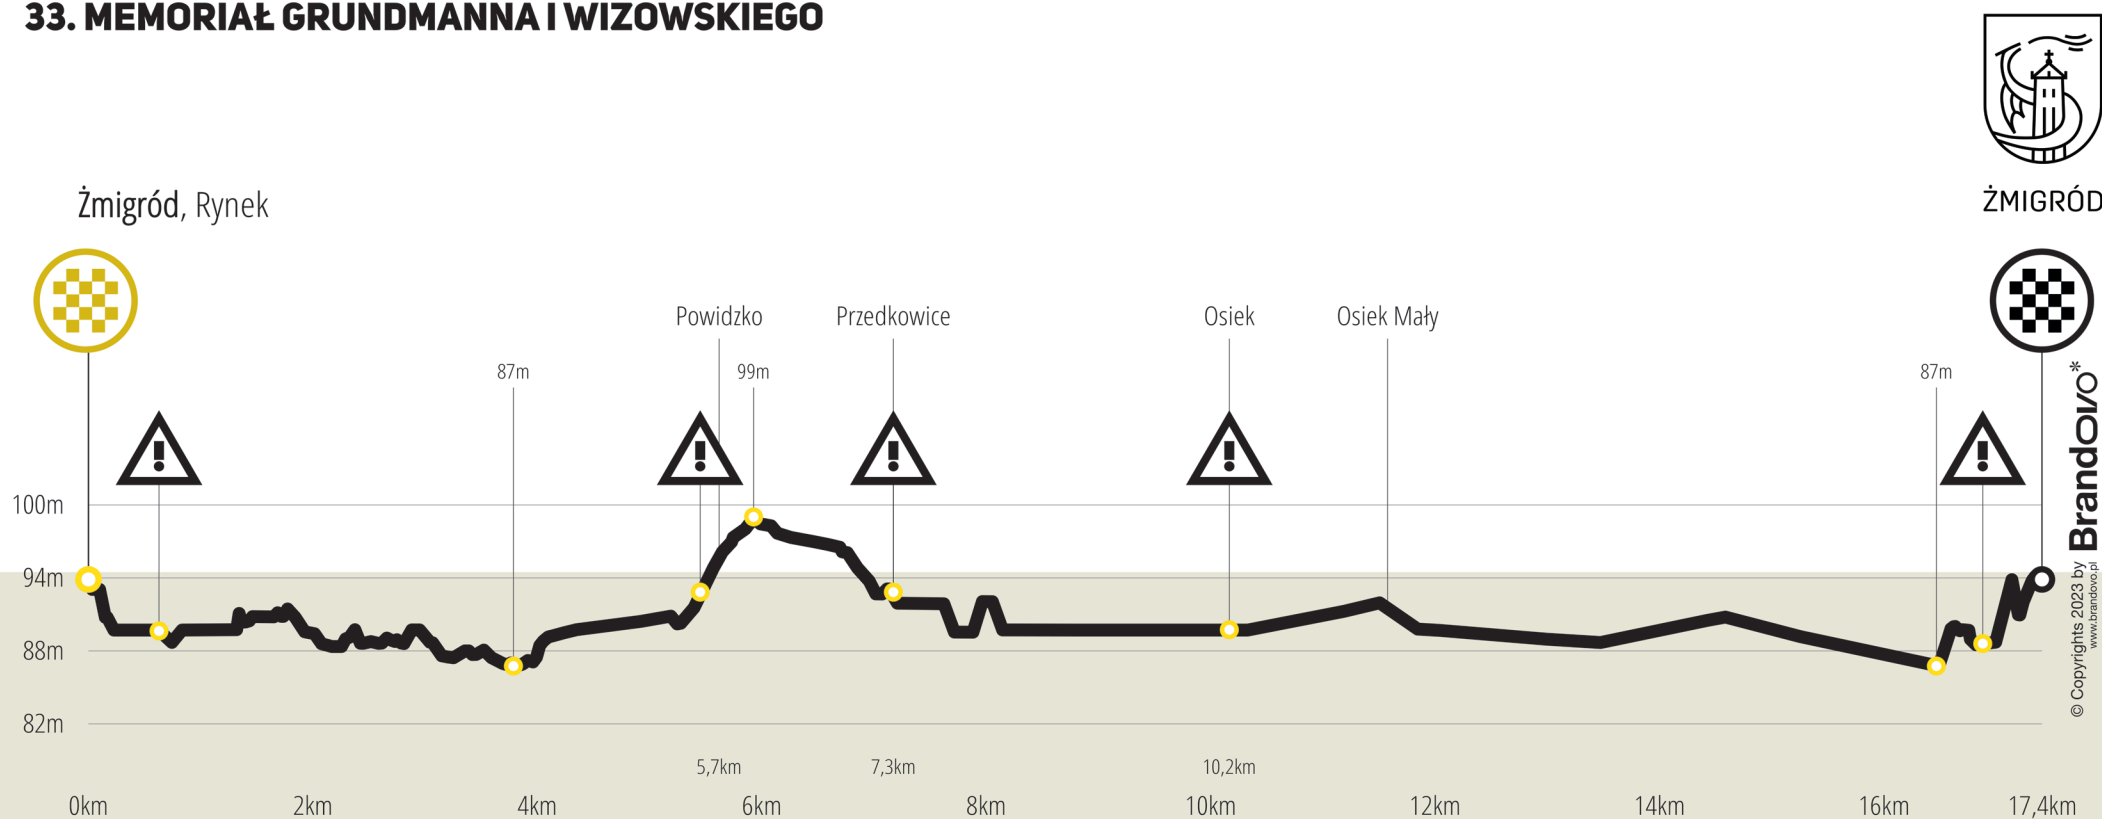 33. MEMORIAŁ GRUNDMANNA I WIZOWSKIEGO
ŻMIGRÓD
Żmigród, Rynek
Powidzko
Przedkowice
Osiek
Osiek Mały
87m
99m
87m
100m
94m
88m
82m
5,7km
7,3km
10,2km
0km
2km
4km
6km
8km
10km
12km
14km
16km
17,4km
© Copyrights 2023 by Brandovo*
www.brandovo.pl